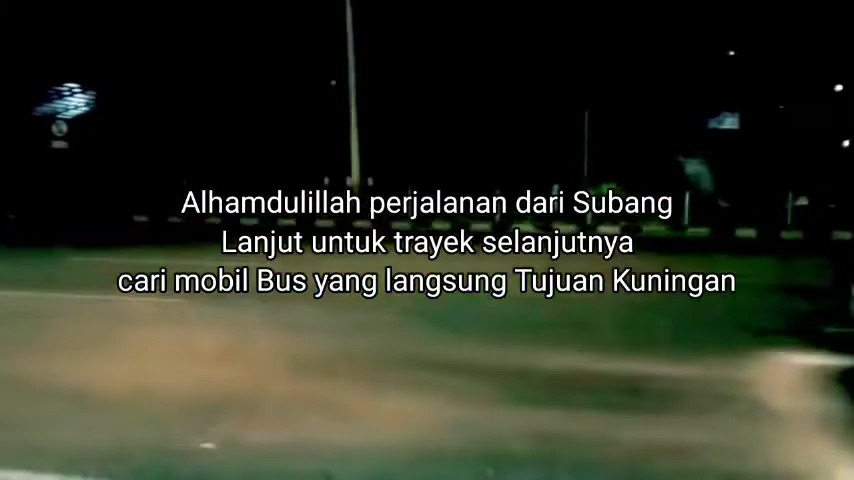 Alhamdulillah perjalanan dari Subang
Lanjut untuk trayek selanjutnya
cari mobil Bus yang langsung Tujuan Kuningan